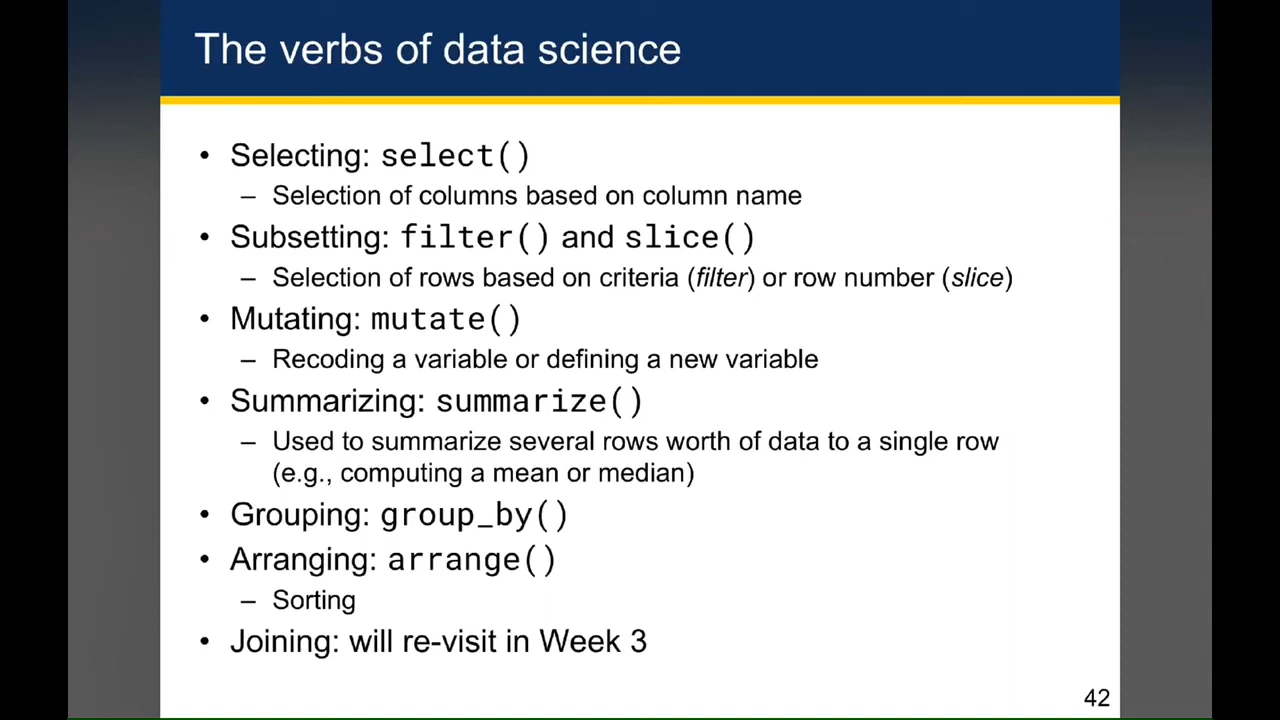 The verbs of data science
• Selecting: select()
– Selection of columns based on column name
• Subsetting: filter() and slice()
– Selection of rows based on criteria (filter) or row number (slice)
• Mutating: mutate()
– Recoding a variable or defining a new variable
• Summarizing: summarize()
– Used to summarize several rows worth of data to a single row
(e.g., computing a mean or median)
• Grouping: group_by()
• Arranging: arrange()
– Sorting
• Joining: will re-visit in Week 3
42